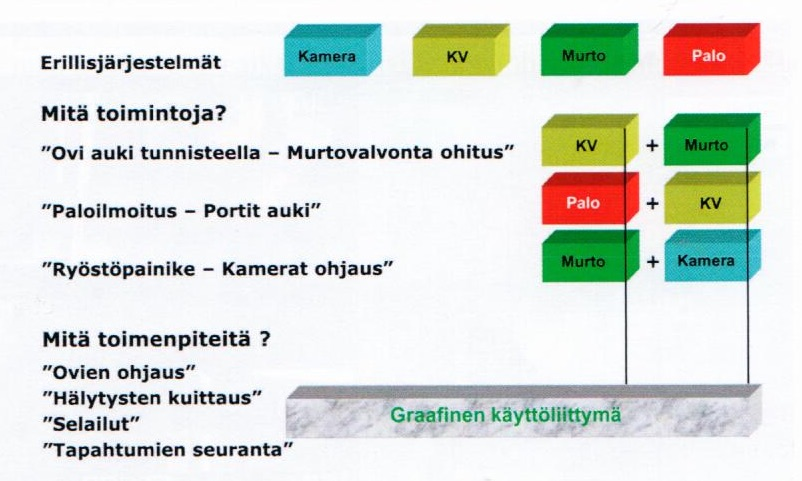 Erillisjärjestelmät Kamera KV Murto Palo
Mitä toimintoja?
”Ovi auki tunnisteella – Murtovalvonta ohitus” KV + Murto
”Paloilmoitus – Portit auki” Palo + KV
”Ryöstöpainike – Kamerat ohjaus” Murto + Kamera
Mitä toimenpiteitä ?
”Ovien ohjaus”
”Hälytysten kuittaus”
”Selailut”
”Tapahtumien seuranta”
Graafinen käyttöliittymä